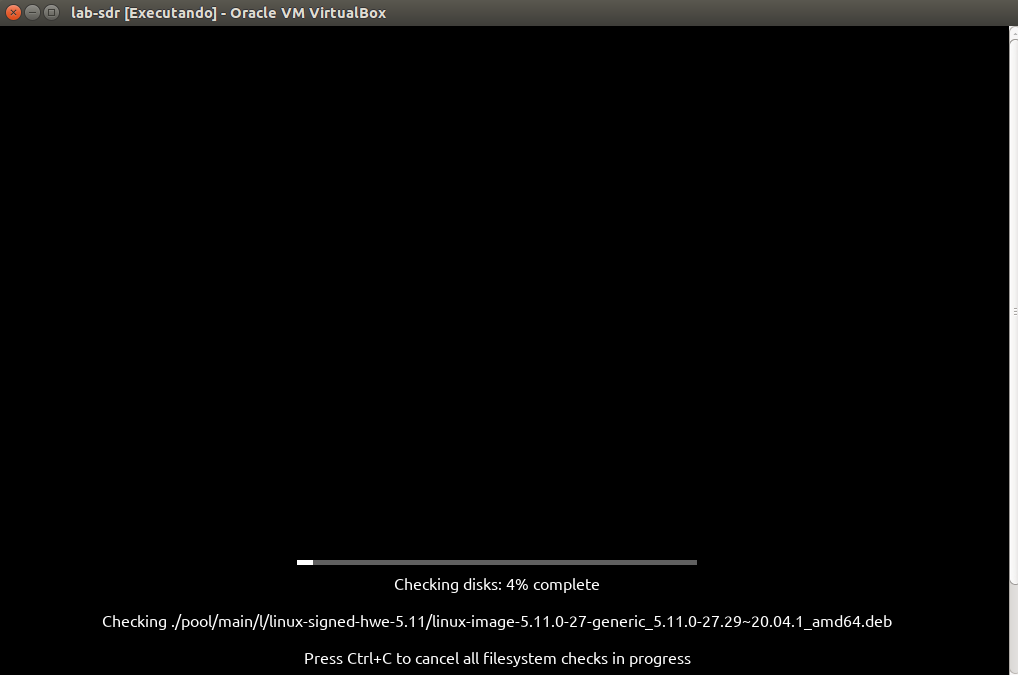 lab-sdr [Executando] - Oracle VM VirtualBox
Checking disks: 4% complete
Checking ./pool/main/l/linux-signed-hwe-5.11/linux-image-5.11.0-27-generic_5.11.0-27.29~20.04.1_amd64.deb
Press Ctrl+C to cancel all filesystem checks in progress